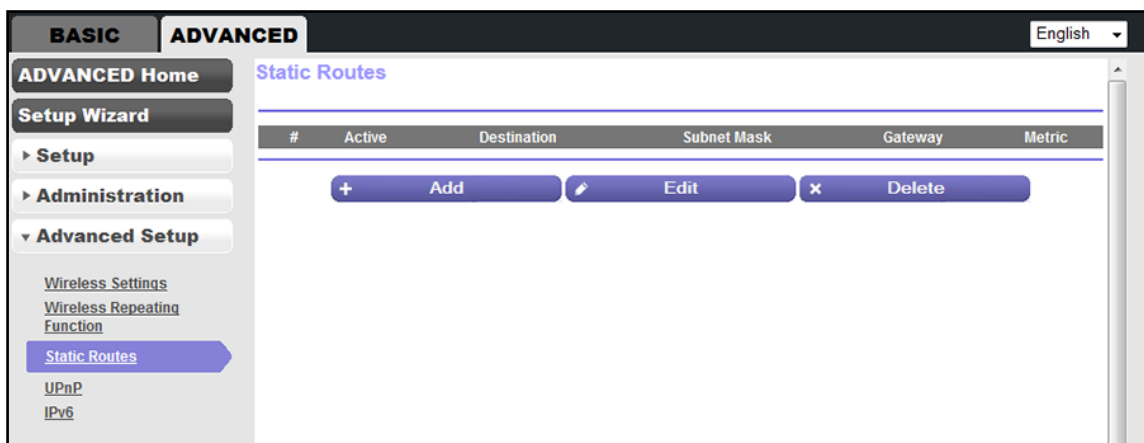 BASIC
ADVANCED
English
ADVANCED Home
Setup Wizard
Setup
Administration
Advanced Setup
Wireless Settings
Wireless Repeating
Function
Static Routes
UPnP
IPv6
Static Routes
# Active Destination Subnet Mask Gateway Metric
Add Edit Delete